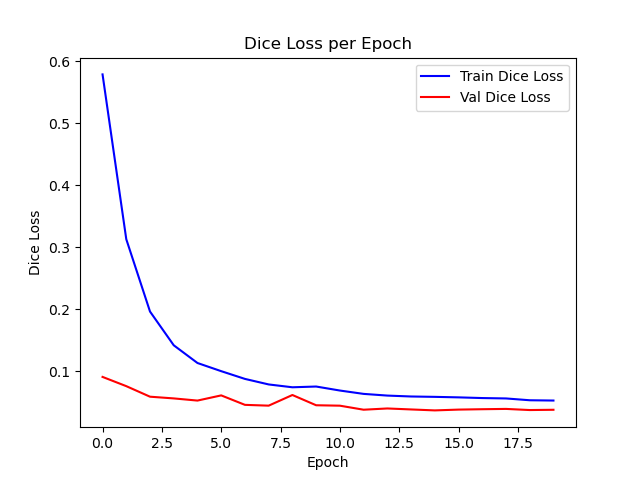 Dice Loss per Epoch
Train Dice Loss
Val Dice Loss
Dice Loss
0.6
0.5
0.4
0.3
0.2
0.1
0.0 2.5 5.0 7.5 10.0 12.5 15.0 17.5
Epoch